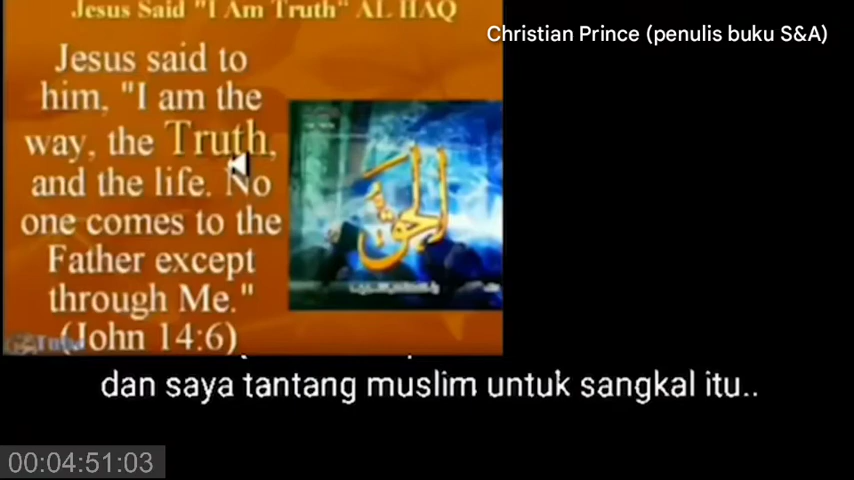 Jesus Said "I Am Truth" AL HAQ
Christian Prince (penulis buku S&A)
Jesus said to
him, "I am the
way, the Truth,
and the life. No
one comes to the
Father except
through Me."
(John 14:6)
الحق
dan saya tantang muslim untuk sangkal itu..
00:04:51:03